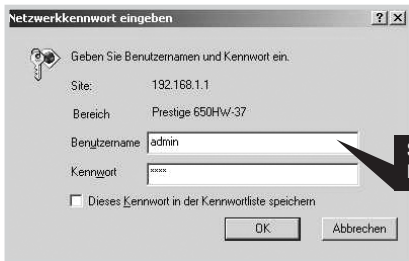 Netzwerkkennwort eingeben
Geben Sie Benutzernamen und Kennwort ein.
Site: 192.168.1.1
Bereich Prestige 650HW-37
Benutzername admin
Kennwort ××××
Dieses Kennwort in der Kennwortliste speichern
OK Abbrechen